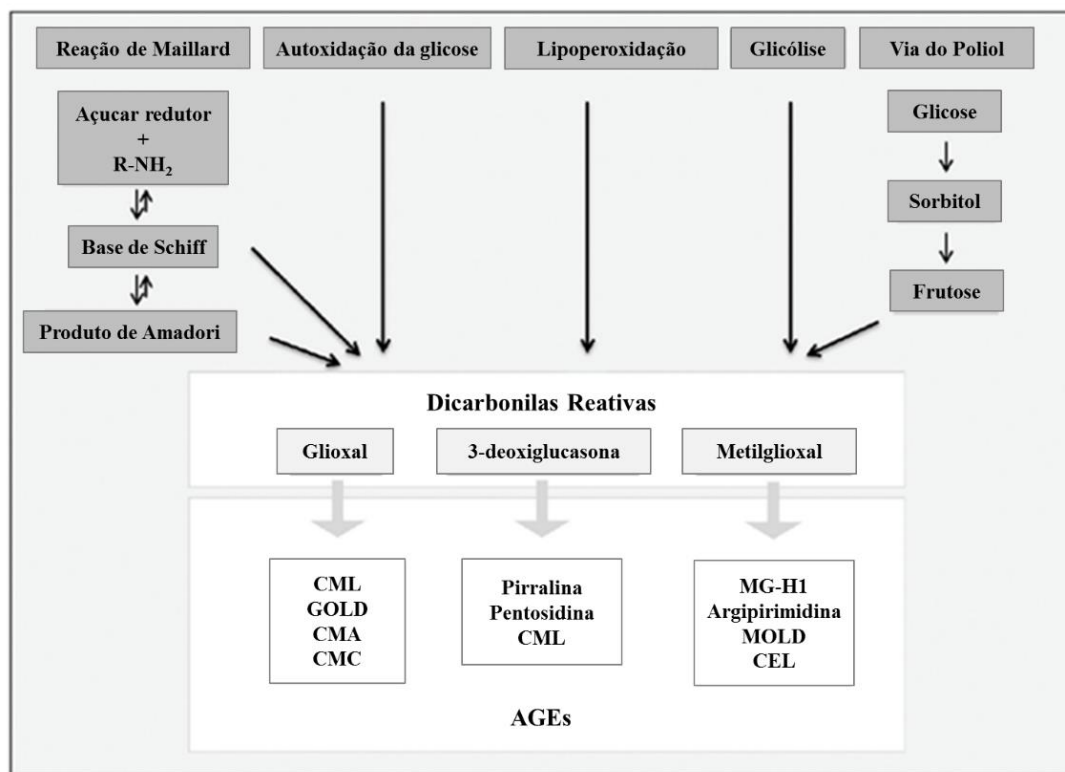 Reação de Maillard
Autoxidação da glicose
Lipoperoxidação
Glicólise
Via do Poliol
Açucar redutor
+
R-NH₂
Base de Schiff
Produto de Amadori
Glicose
Sorbitol
Frutose
Dicarbonilas Reativas
Glioxal
3-deoxiglucasona
Metilglioxal
CML
GOLD
CMA
CMC
Pirralina
Pentosidina
CML
MG-H1
Argipirimidina
MOLD
CEL
AGEs